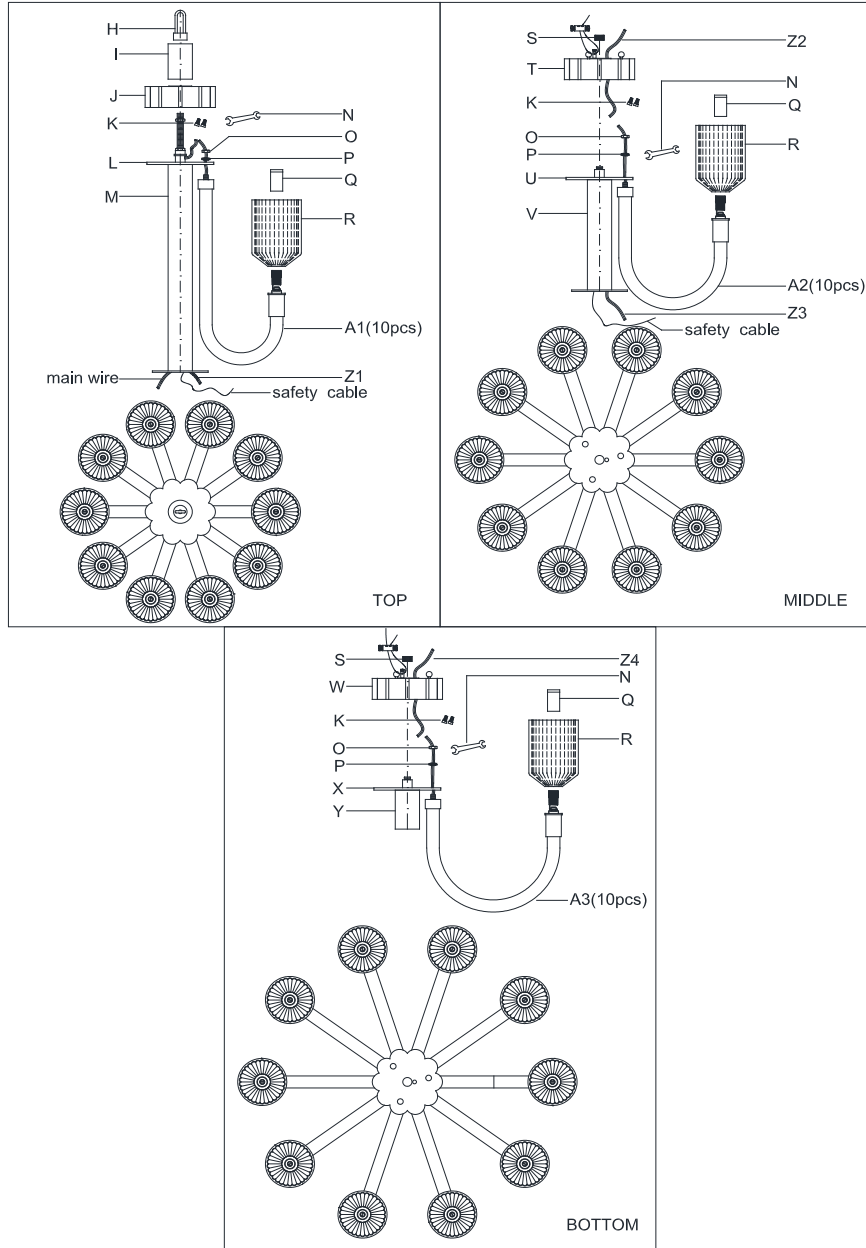 H
I
J
K
N
O
L
P
M
Q
R
A1(10pcs)
main wire
Z1
safety cable
TOP
S
Z2
T
N
K
Q
O
R
P
U
V
A2(10pcs)
Z3
safety cable
MIDDLE
S
Z4
W
N
K
Q
O
R
P
X
Y
A3(10pcs)
BOTTOM